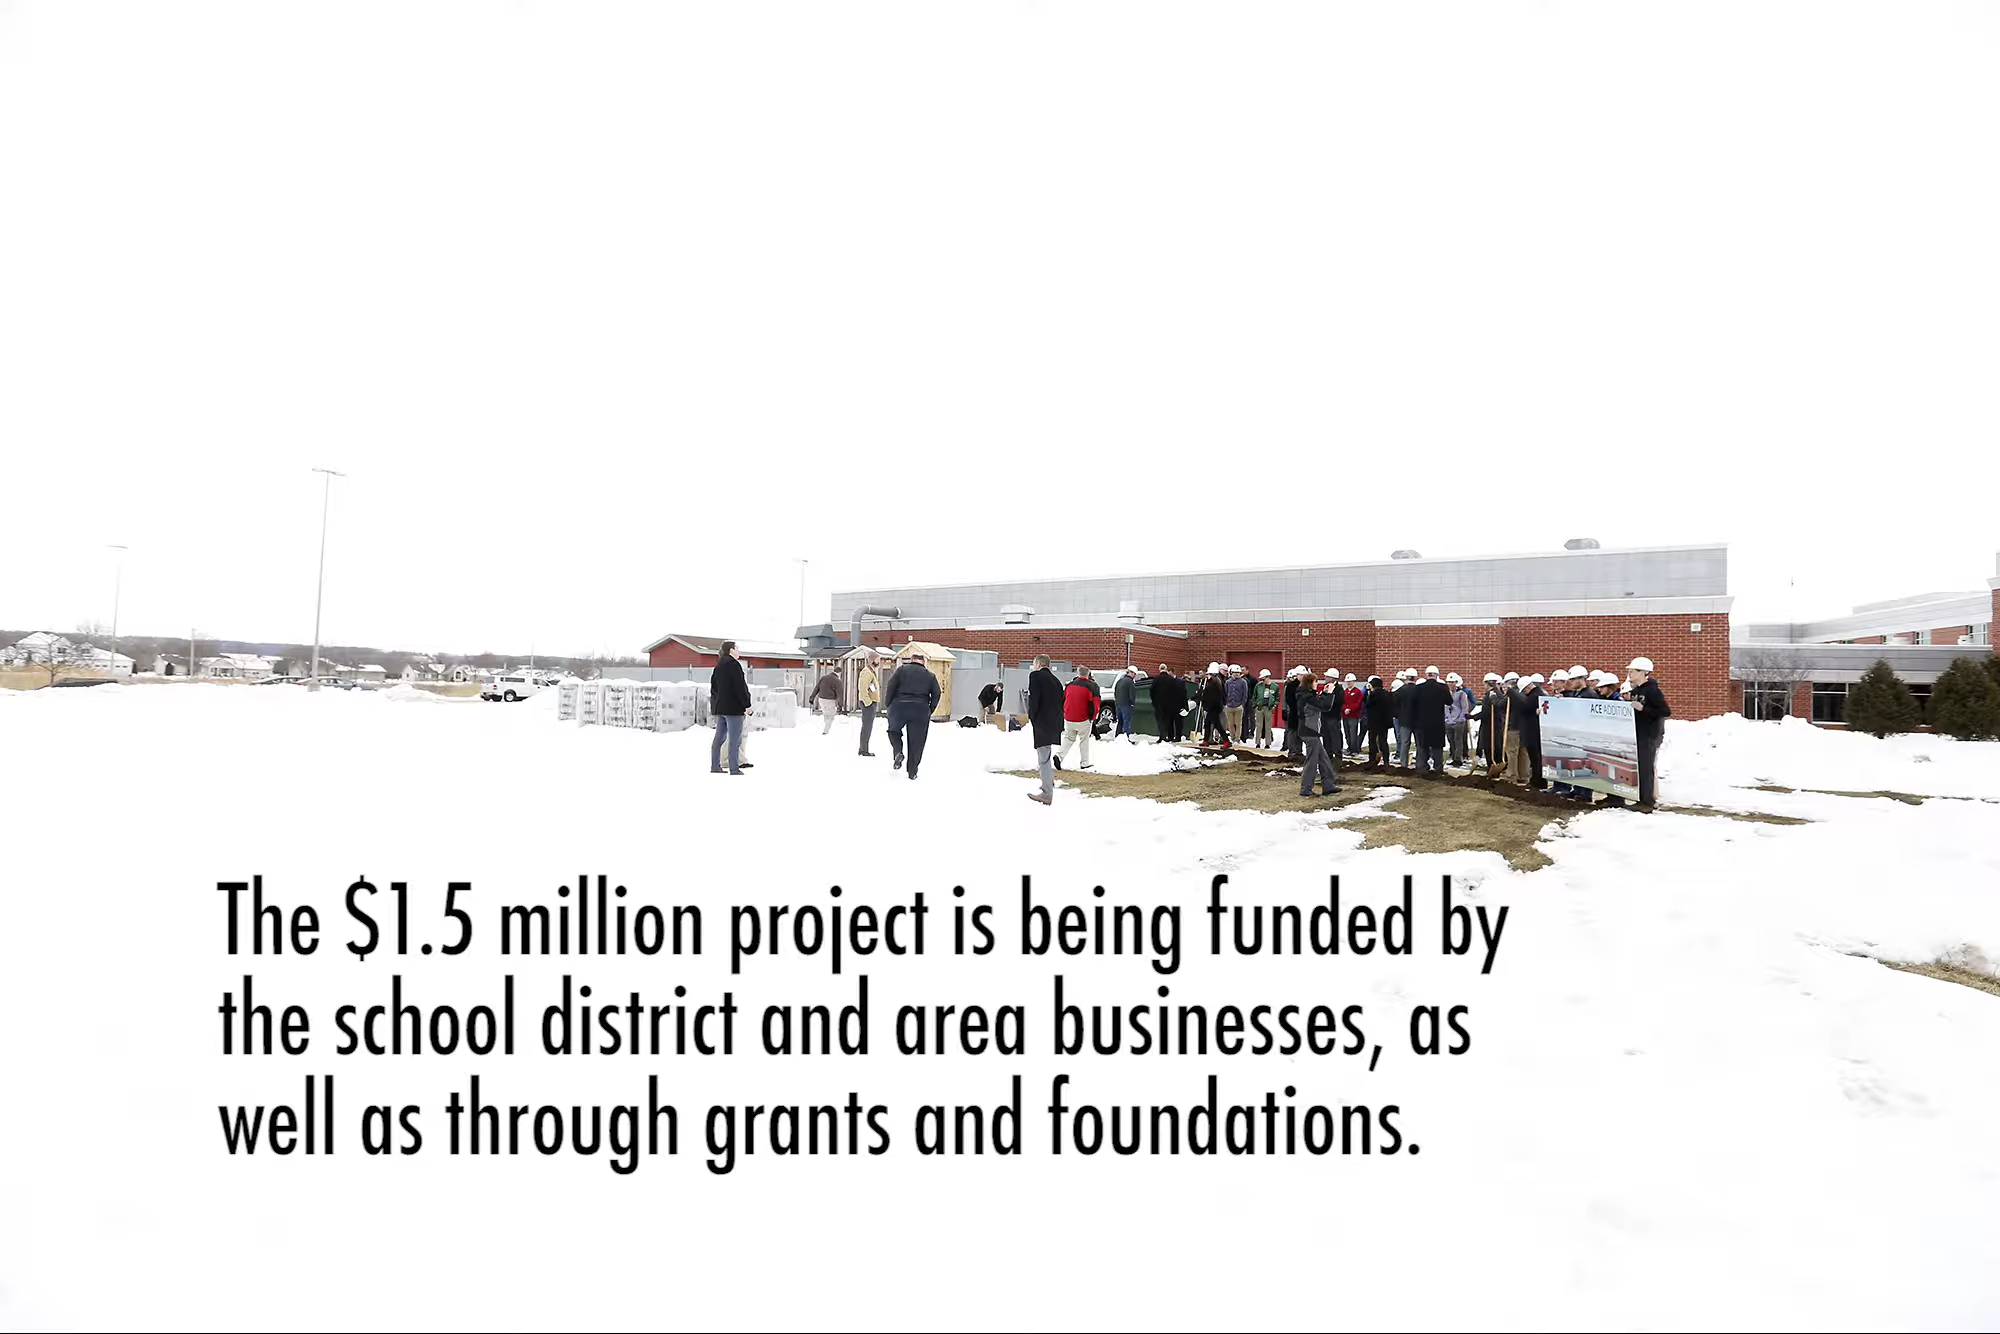 ACE ADDITION
The $1.5 million project is being funded by
the school district and area businesses, as
well as through grants and foundations.